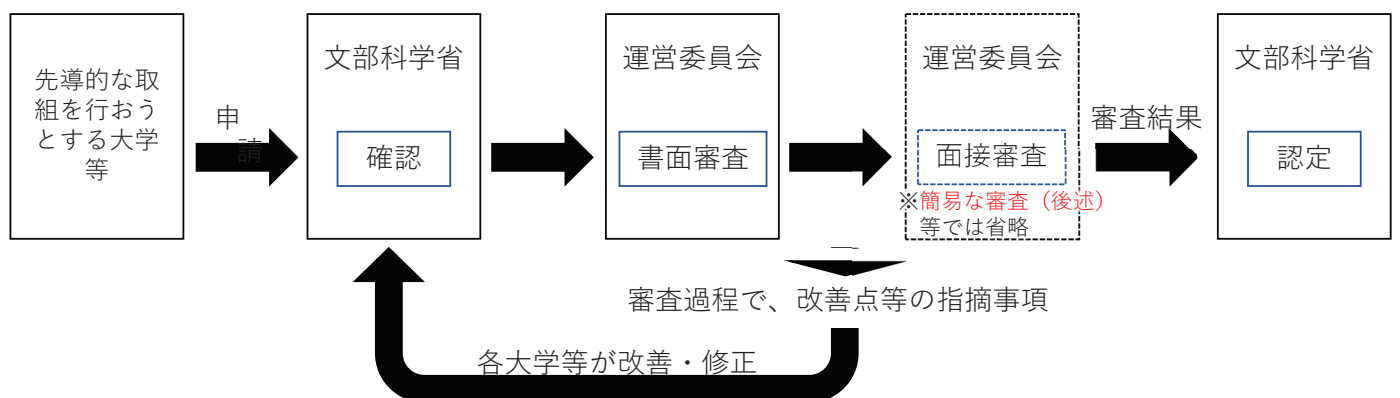 先導的な取
組を行おう
とする大学
等
申
請
文部科学省
確認
運営委員会
書面審査
運営委員会
面接審査
※簡易な審査（後述）
等では省略
審査結果
文部科学省
認定
審査過程で、改善点等の指摘事項
各大学等が改善・修正